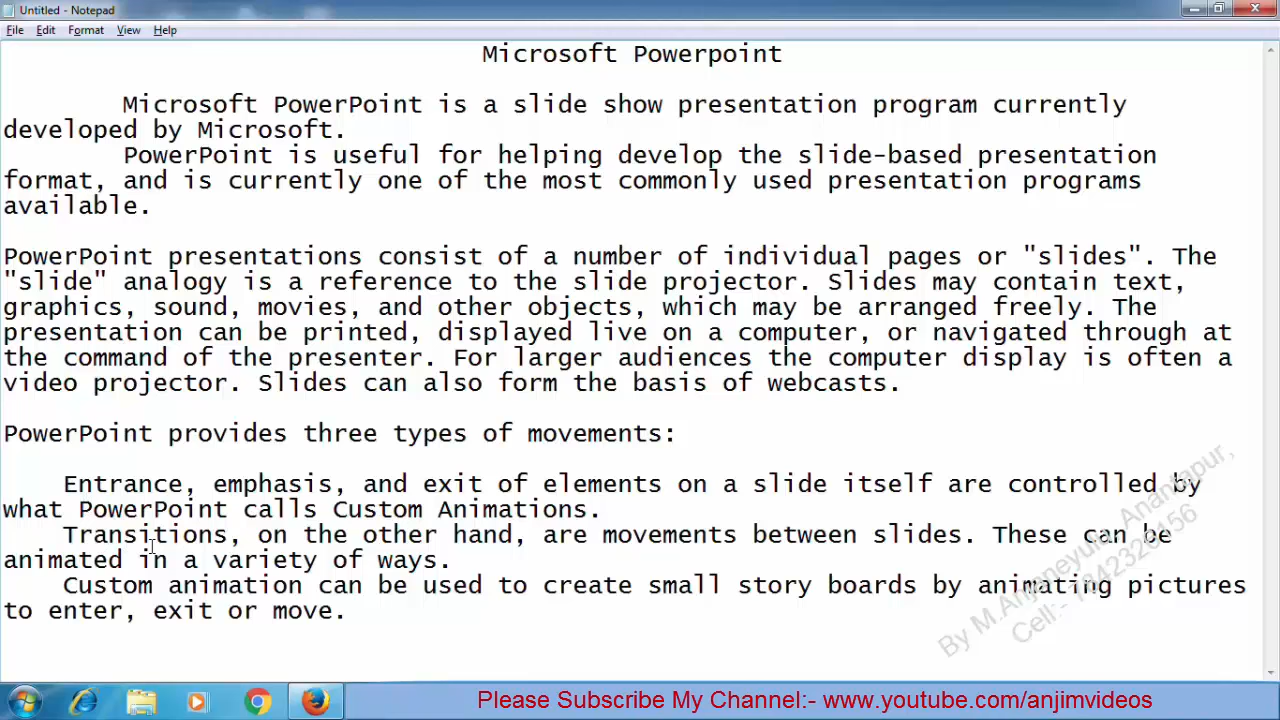 Untitled - Notepad
File Edit Format View Help
Microsoft Powerpoint
Microsoft PowerPoint is a slide show presentation program currently
developed by Microsoft.
PowerPoint is useful for helping develop the slide-based presentation
format, and is currently one of the most commonly used presentation programs
available.
PowerPoint presentations consist of a number of individual pages or "slides". The
"slide" analogy is a reference to the slide projector. Slides may contain text,
graphics, sound, movies, and other objects, which may be arranged freely. The
presentation can be printed, displayed live on a computer, or navigated through at
the command of the presenter. For larger audiences the computer display is often a
video projector. Slides can also form the basis of webcasts.
PowerPoint provides three types of movements:
Entrance, emphasis, and exit of elements on a slide itself are controlled by
what PowerPoint calls Custom Animations.
Transitions, on the other hand, are movements between slides. These can be
animated in a variety of ways.
Custom animation can be used to create small story boards by animating pictures
to enter, exit or move.
By M.Anjaneyulu, Anantapur,
Cell:- 7842320156
Please Subscribe My Channel:- www.youtube.com/anjimvideos